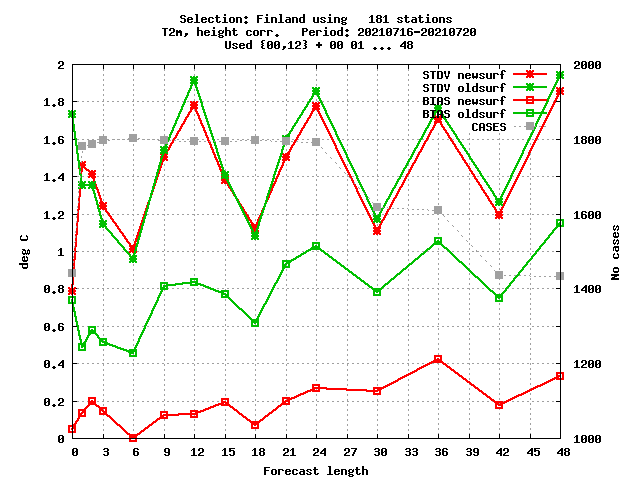 Selection: Finland using   181 stations
T2m, height corr.   Period: 20210716-20210720
Used {00,12} + 00 01 ... 48
2 2000
STDV newsurf
STDV oldsurf
1.8
BIAS newsurf
BIAS oldsurf
CASES
1.6 1800
1.4
1.2 1600
deg C
No cases
1
0.8 1400
0.6
0.4 1200
0.2
0 1000
0 3 6 9 12 15 18 21 24 27 30 33 36 39 42 45 48
Forecast length